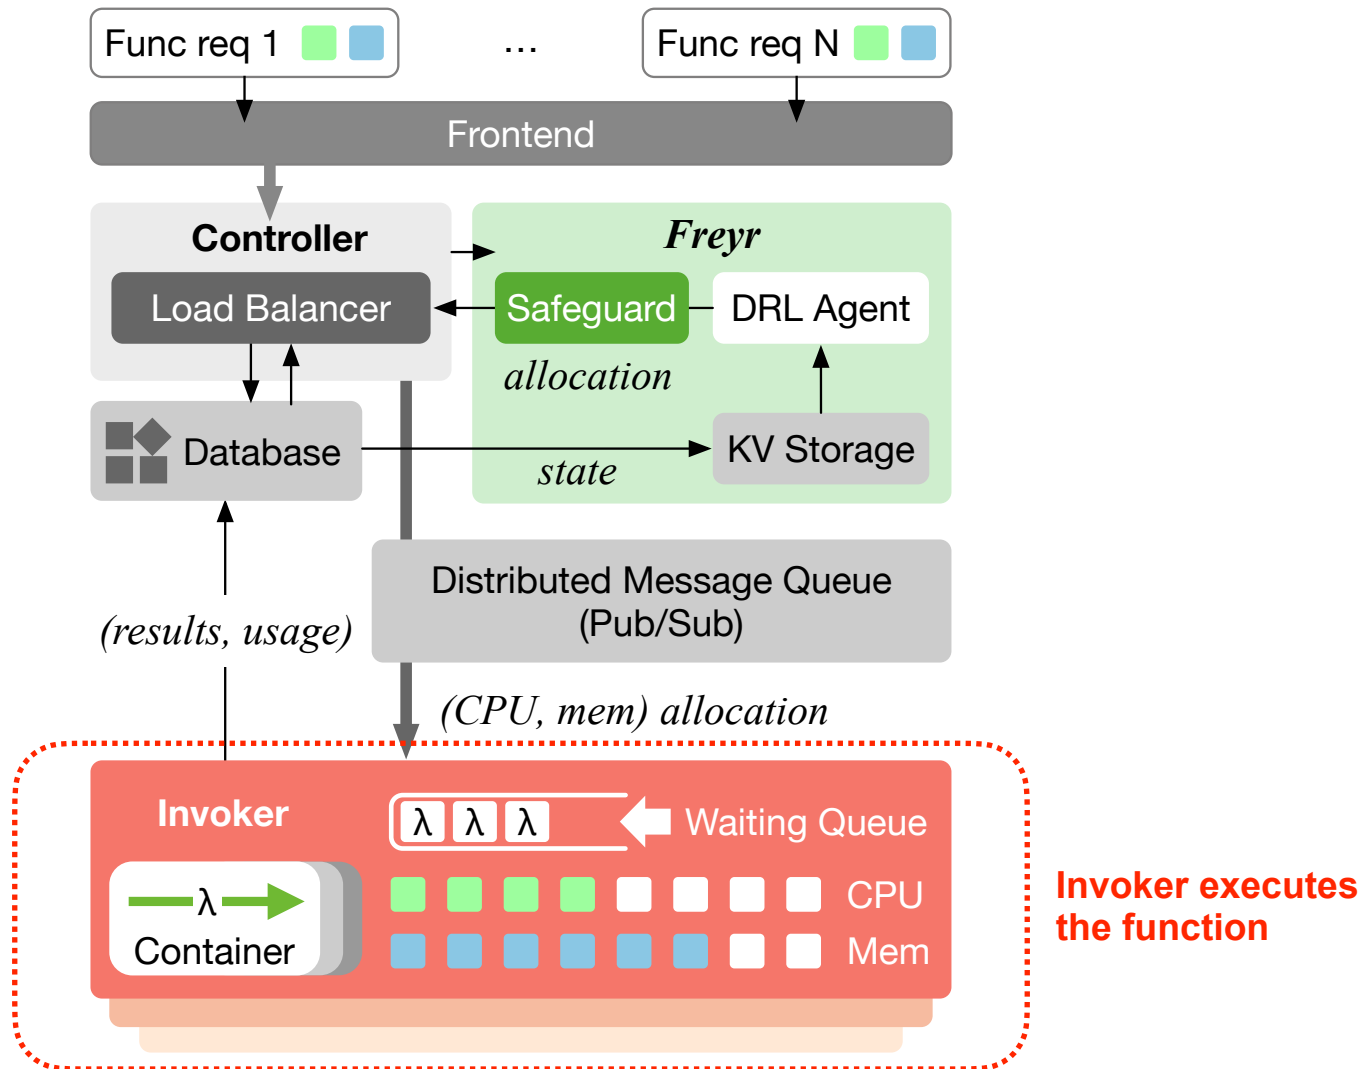 Func req 1
...
Func req N
Frontend
Controller
Freyr
Load Balancer
Safeguard
DRL Agent
allocation
Database
KV Storage
state
Distributed Message Queue
(Pub/Sub)
(results, usage)
(CPU, mem) allocation
Invoker
λ λ λ
Waiting Queue
λ
Container
CPU
Mem
Invoker executes
the function